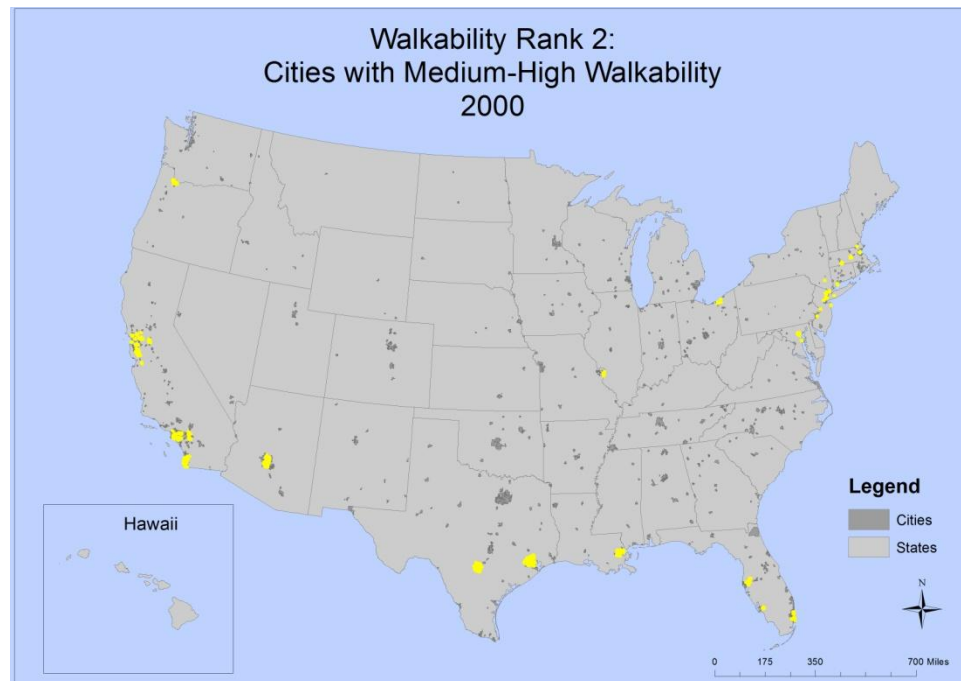 Walkability Rank 2:
Cities with Medium-High Walkability
2000
Legend
Cities
States
Hawaii
N
0 175 350 700 Miles